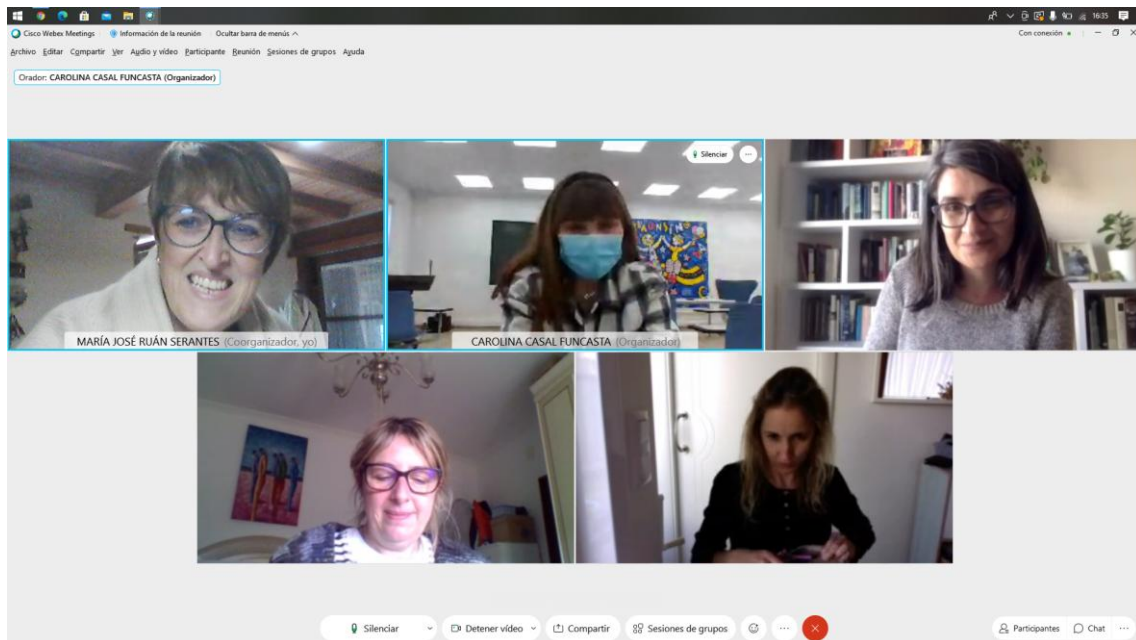 16:35
Cisco Webex Meetings Información de la reunión Ocultar barra de menús
Con conexión
Archivo Editar Compartir Ver Audio y vídeo Participante Reunión Sesiones de grupos Ayuda
Orador: CAROLINA CASAL FUNCASTA (Organizador)
Silenciar
MARÍA JOSÉ RUÁN SERANTES (Coorganizador, yo)
CAROLINA CASAL FUNCASTA (Organizador)
Silenciar Detener vídeo Compartir Sesiones de grupos
Participantes Chat